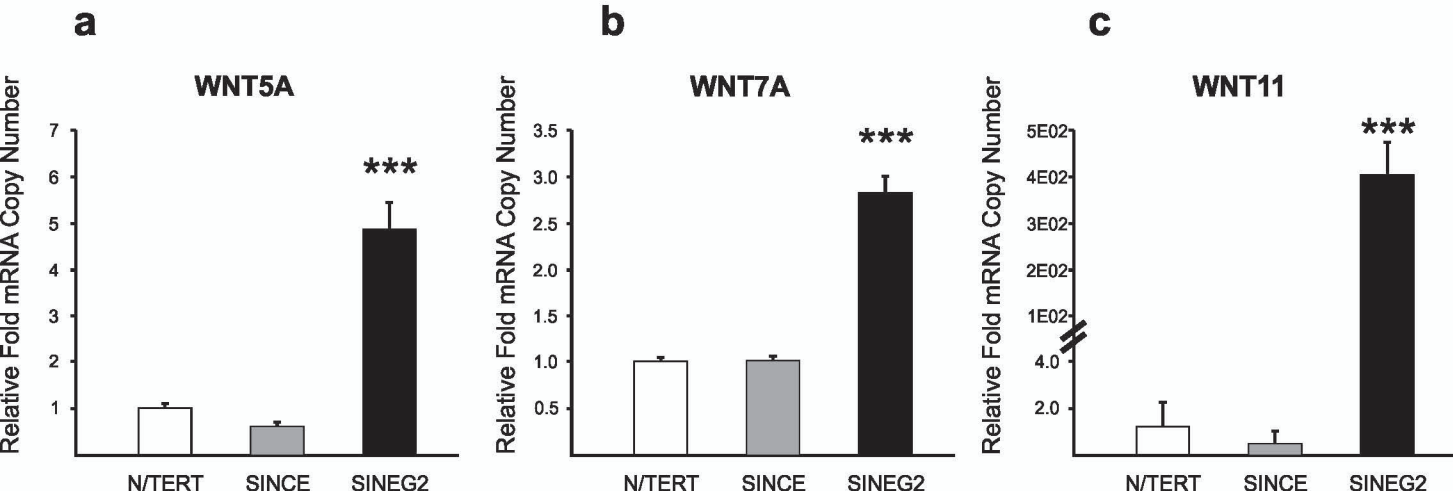 a
WNT5A
Relative Fold mRNA Copy Number
7
6
5
4
3
2
1
***
N/TERT SINCE SINEG2
b
WNT7A
Relative Fold mRNA Copy Number
3.5
3.0
2.5
2.0
1.5
1.0
0.5
***
N/TERT SINCE SINEG2
c
WNT11
Relative Fold mRNA Copy Number
5E02
4E02
3E02
2E02
1E02
4.0
2.0
***
N/TERT SINCE SINEG2